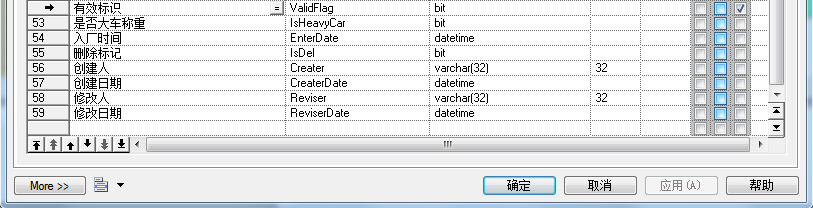 有效标识 = ValidFlag bit
53 是否大车称重 IsHeavyCar bit
54 入厂时间 EnterDate datetime
55 删除标记 IsDel bit
56 创建人 Creater varchar(32) 32
57 创建日期 CreaterDate datetime
58 修改人 Reviser varchar(32) 32
59 修改日期 ReviserDate datetime
More >> 确定 取消 应用(A) 帮助